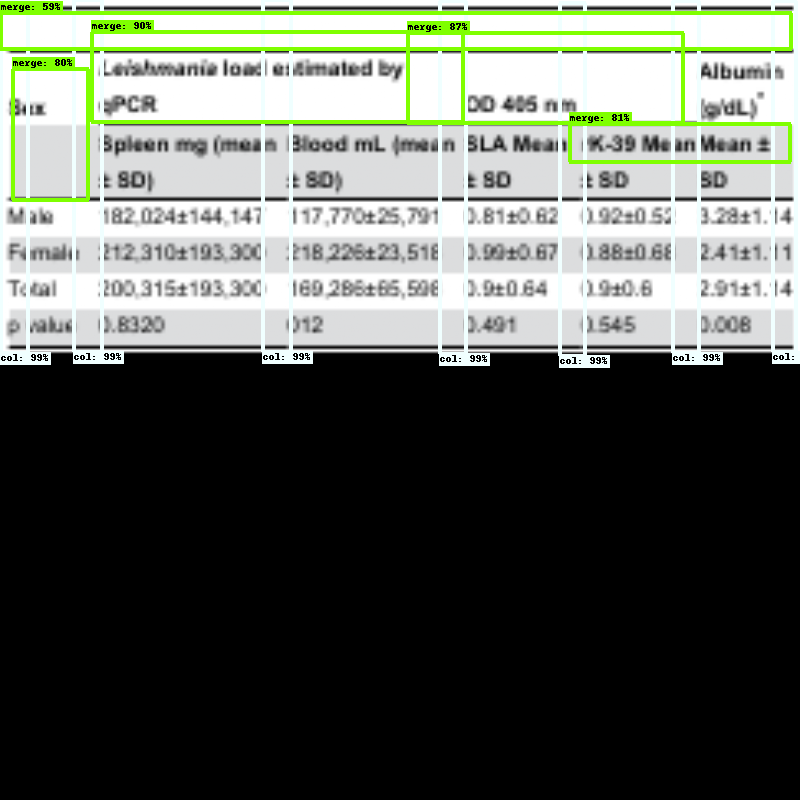 merge: 59%
merge: 90% merge: 87%
merge: 80%
Leishmania load estimated by Albumin
Sex qPCR OD 405 nm (g/dL)*
merge: 81%
Spleen mg (mean Blood mL (mean SLA Mean rK-39 Mean Mean ±
± SD) ± SD) ± SD ± SD SD
Male 182,024±144,147 117,770±25,791 0.81±0.62 0.92±0.52 3.28±1.14
Female 212,310±193,300 218,226±23,518 0.99±0.67 0.88±0.68 2.41±1.11
Total 200,315±193,300 169,286±65,598 0.9±0.64 0.9±0.6 2.91±1.14
p value 0.8320 012 0.491 0.545 0.008
col: 99% col: 99% col: 99% col: 99% col: 99% col: 99% col: